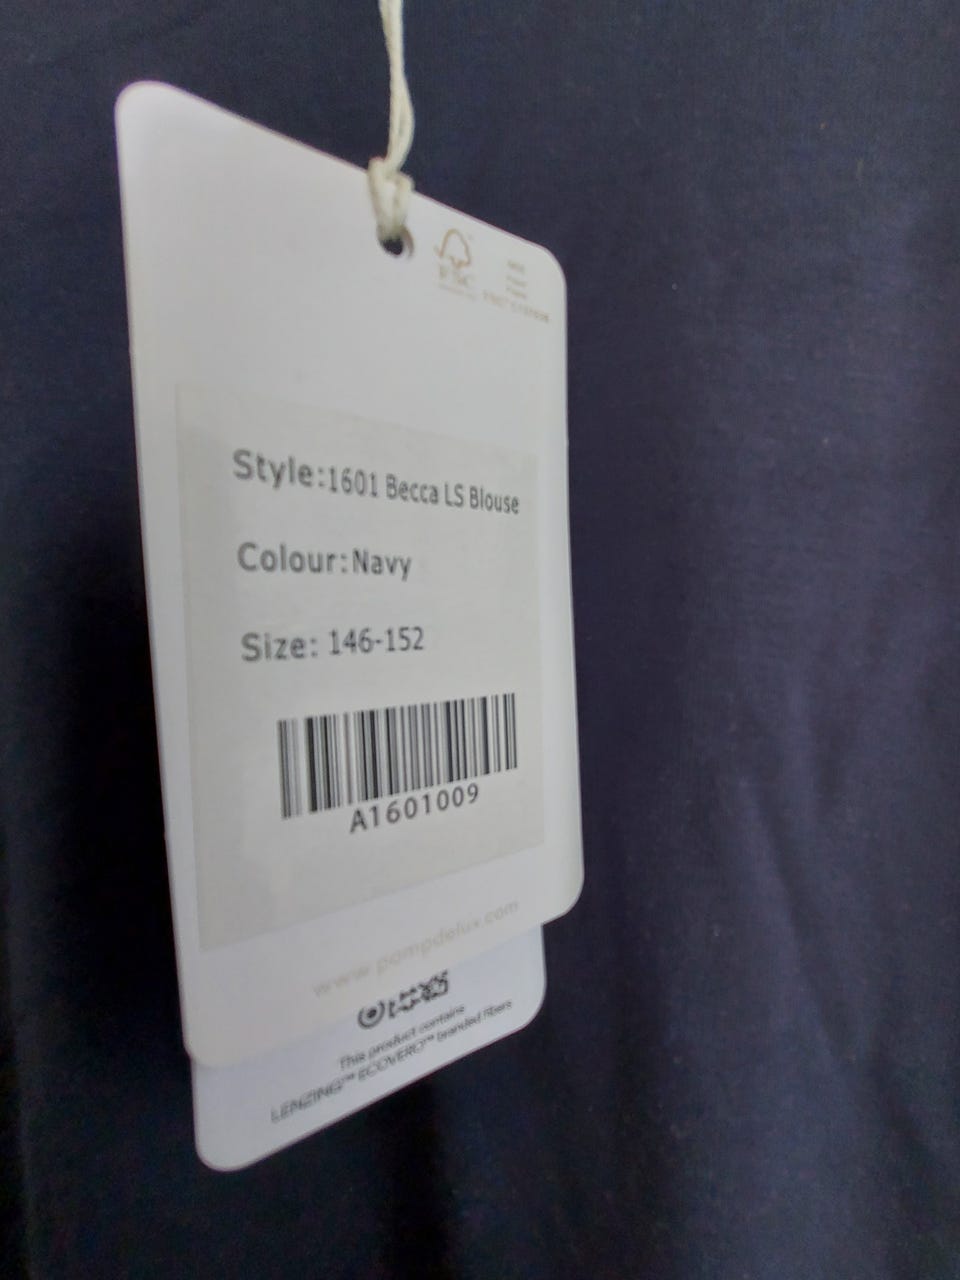 FSC
Style:1601 Becca LS Blouse
Colour:Navy
Size: 146-152
A1601009
www.pompdelux.com
This product contains
LENZING™ ECOVERO™ branded fibers